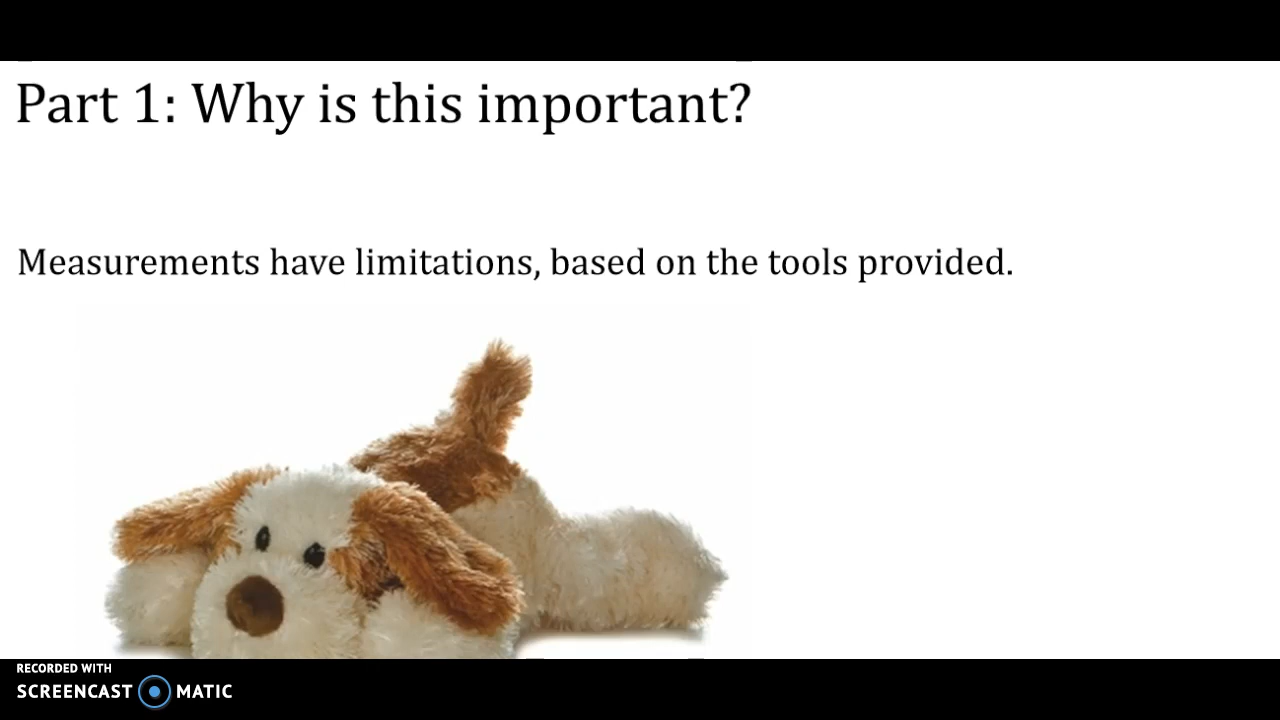 Part 1: Why is this important?
Measurements have limitations, based on the tools provided.
RECORDED WITH
SCREENCAST MATIC